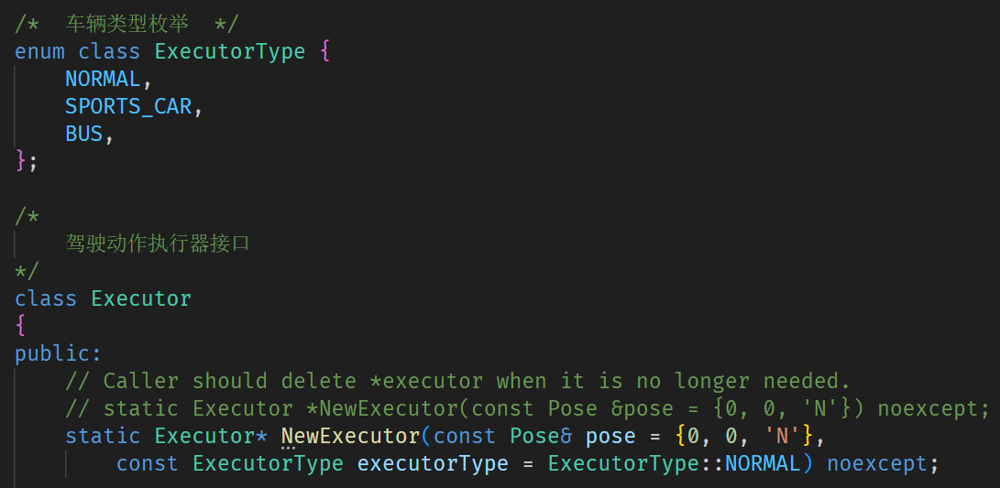 /*  车辆类型枚举  */
enum class ExecutorType {
    NORMAL,
    SPORTS_CAR,
    BUS,
};

/*
    驾驶动作执行器接口
*/
class Executor
{
public:
    // Caller should delete *executor when it is no longer needed.
    // static Executor *NewExecutor(const Pose &pose = {0, 0, 'N'}) noexcept;
    static Executor* NewExecutor(const Pose& pose = {0, 0, 'N'},
        const ExecutorType executorType = ExecutorType::NORMAL) noexcept;